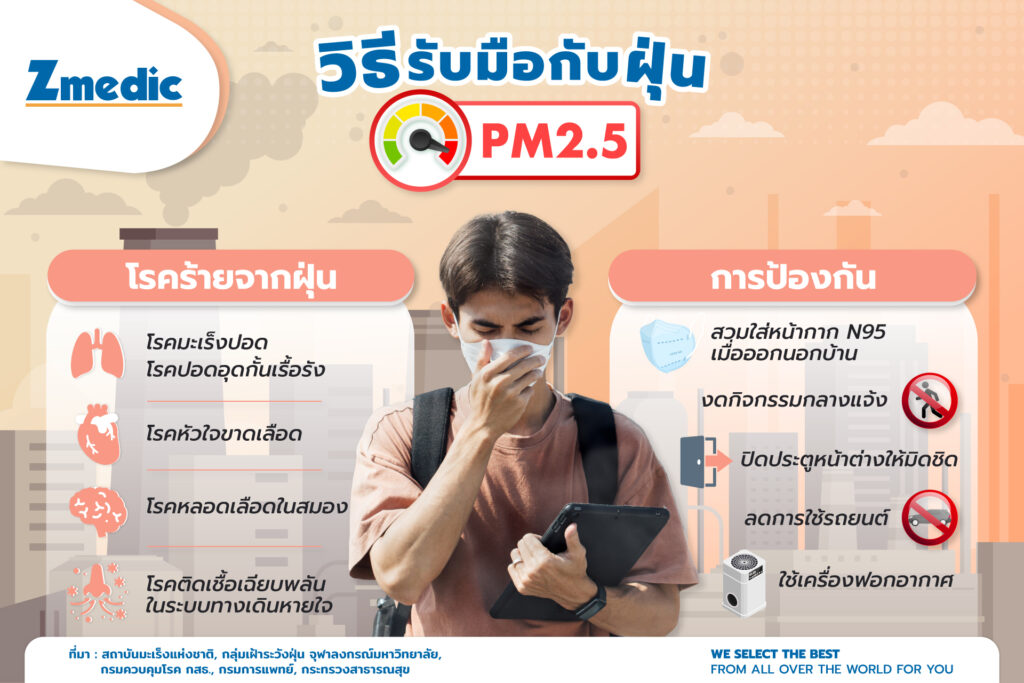 Zmedic
วิธีรับมือกับฝุ่น
PM2.5
โรคร้ายจากฝุ่น
โรคมะเร็งปอด
โรคปอดอุดกั้นเรื้อรัง
โรคหัวใจขาดเลือด
โรคหลอดเลือดในสมอง
โรคติดเชื้อเฉียบพลัน
ในระบบทางเดินหายใจ
การป้องกัน
สวมใส่หน้ากาก N95
เมื่อออกนอกบ้าน
งดกิจกรรมกลางแจ้ง
ปิดประตูหน้าต่างให้มิดชิด
ลดการใช้รถยนต์
ใช้เครื่องฟอกอากาศ
ที่มา : สถาบันมะเร็งแห่งชาติ, กลุ่มเฝ้าระวังฝุ่น จุฬาลงกรณ์มหาวิทยาลัย,
กรมควบคุมโรค กสธ., กรมการแพทย์, กระทรวงสาธารณสุข
WE SELECT THE BEST
FROM ALL OVER THE WORLD FOR YOU